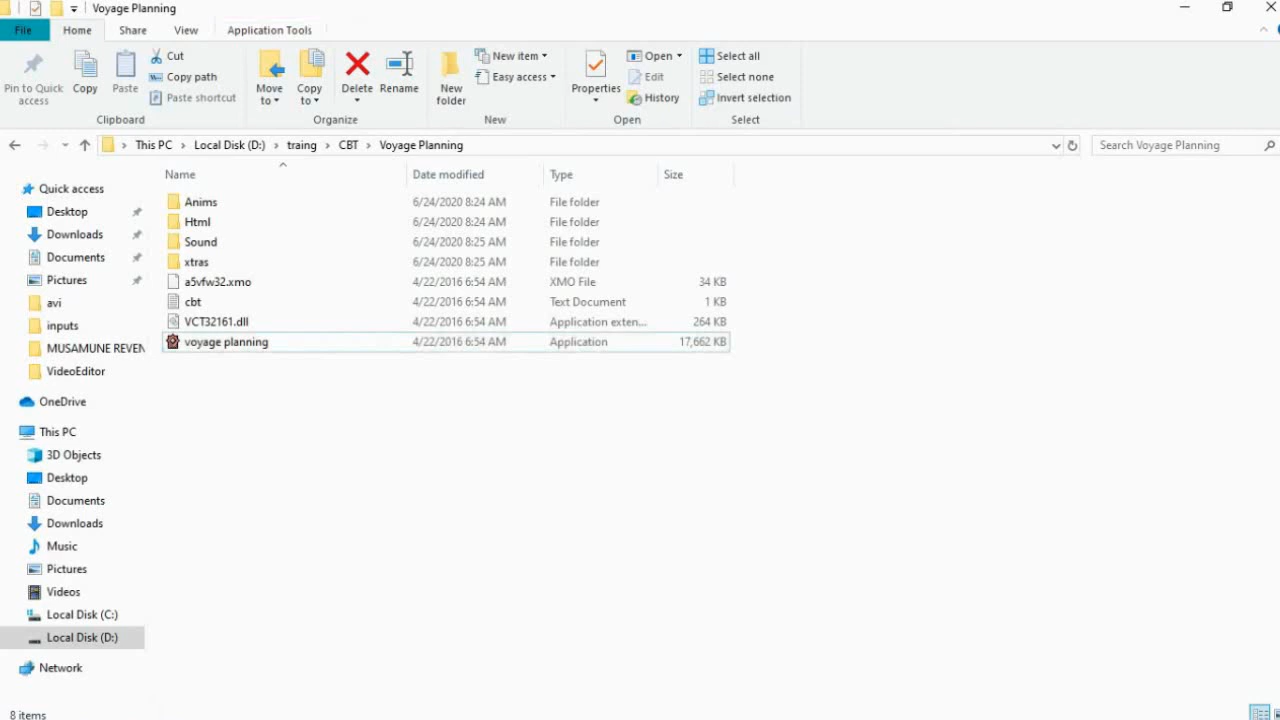 Voyage Planning
File Home Share View Application Tools
Pin to Quick access
Copy
Paste
Cut
Copy path
Paste shortcut
Clipboard
Move to
Copy to
Delete
Rename
Organize
New folder
New item
Easy access
New
Properties
Open
Edit
History
Open
Select all
Select none
Invert selection
Select
This PC > Local Disk (D:) > traing > CBT > Voyage Planning
Search Voyage Planning
Name Date modified Type Size
Anims 6/24/2020 8:24 AM File folder
Html 6/24/2020 8:24 AM File folder
Sound 6/24/2020 8:25 AM File folder
xtras 6/24/2020 8:25 AM File folder
a5vfw32.xmo 4/22/2016 6:54 AM XMO File 34 KB
cbt 4/22/2016 6:54 AM Text Document 1 KB
VCT32161.dll 4/22/2016 6:54 AM Application exten... 264 KB
voyage planning 4/22/2016 6:54 AM Application 17,662 KB
Quick access
Desktop
Downloads
Documents
Pictures
avi
inputs
MUSAMUNE REVEN
VideoEditor
OneDrive
This PC
3D Objects
Desktop
Documents
Downloads
Music
Pictures
Videos
Local Disk (C:)
Local Disk (D:)
Network
8 items